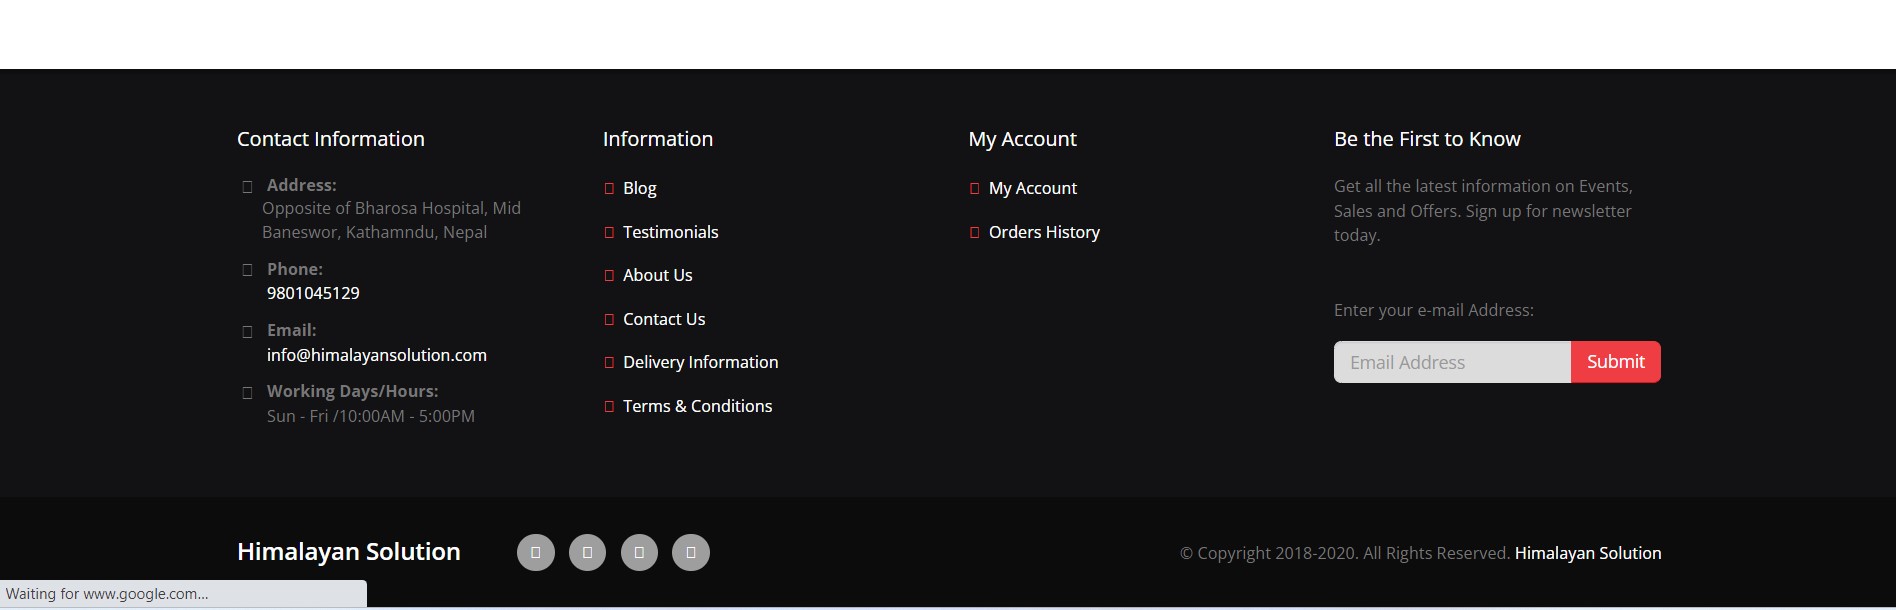 Contact Information
Address:
Opposite of Bharosa Hospital, Mid
Baneswor, Kathamndu, Nepal
Phone:
9801045129
Email:
info@himalayansolution.com
Working Days/Hours:
Sun - Fri /10:00AM - 5:00PM
Information
Blog
Testimonials
About Us
Contact Us
Delivery Information
Terms & Conditions
My Account
My Account
Orders History
Be the First to Know
Get all the latest information on Events,
Sales and Offers. Sign up for newsletter
today.
Enter your e-mail Address:
Email Address
Submit
Himalayan Solution
© Copyright 2018-2020. All Rights Reserved. Himalayan Solution
Waiting for www.google.com...